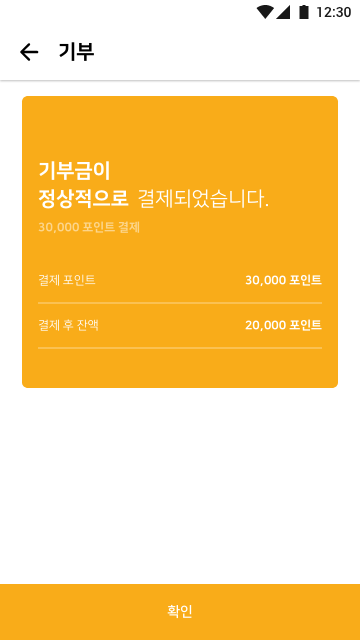 12:30
기부
기부금이
정상적으로 결제되었습니다.
30,000 포인트 결제
결제 포인트 30,000 포인트
결제 후 잔액 20,000 포인트
확인